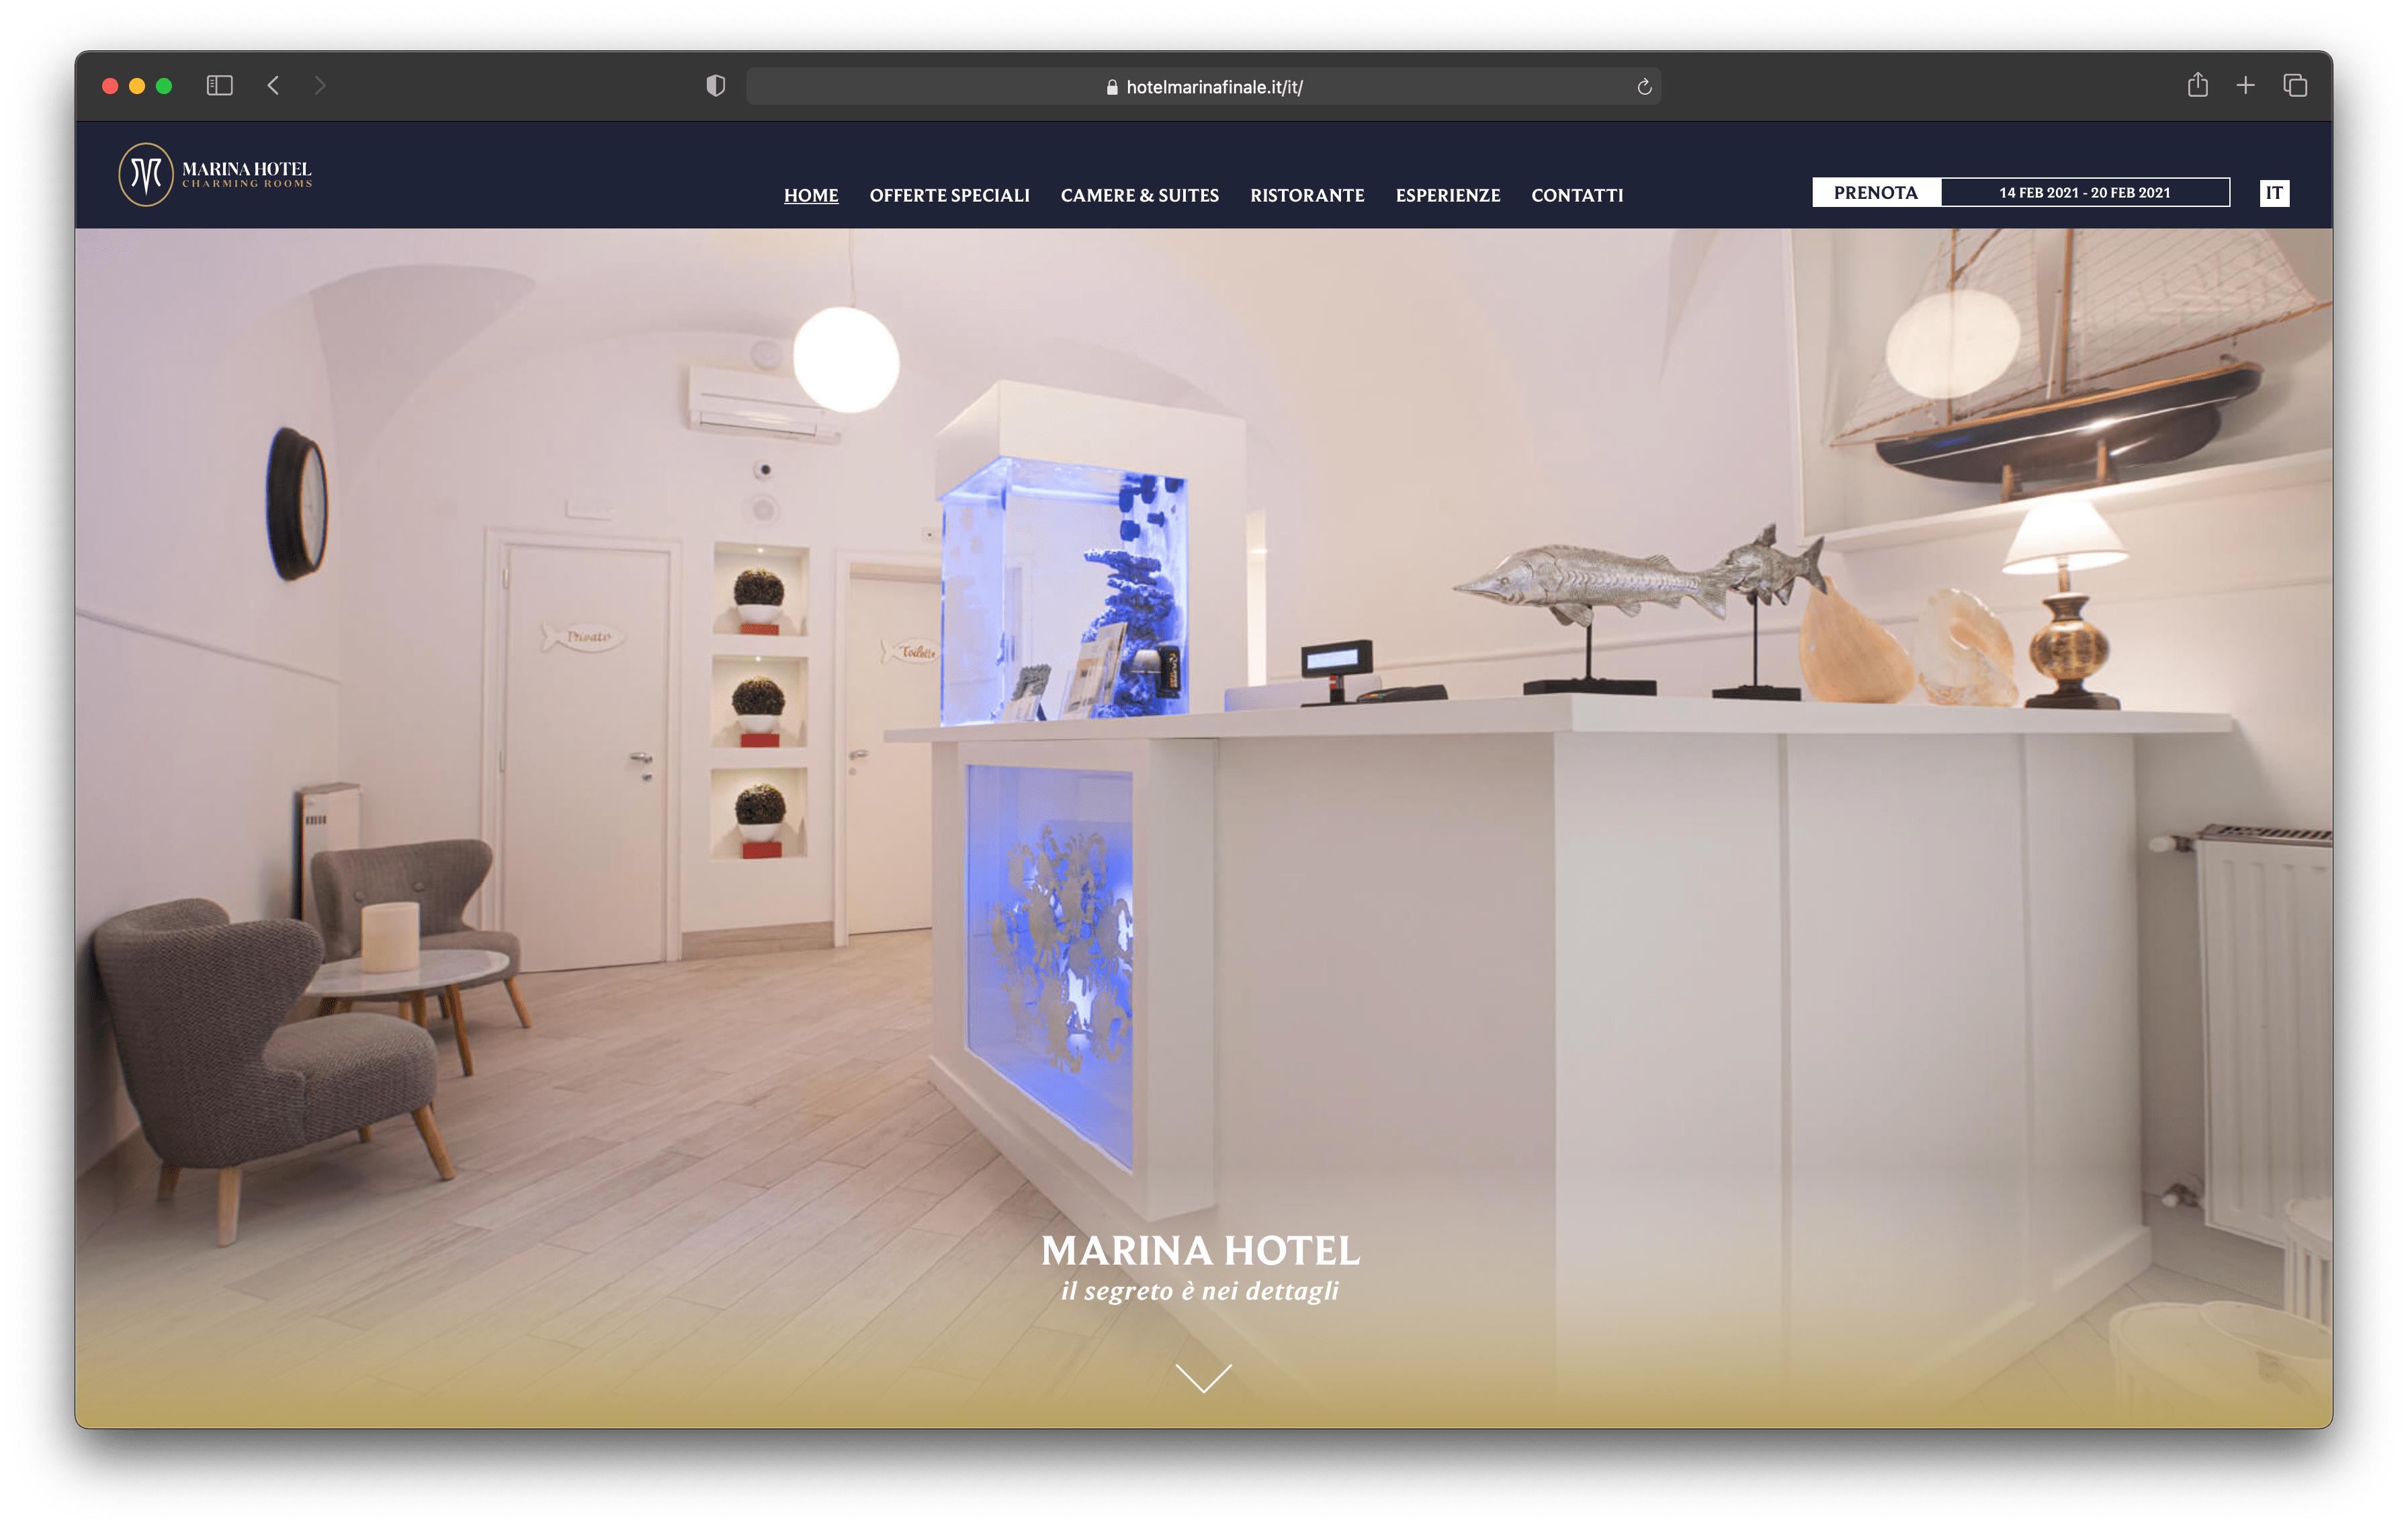 hotelmarinafinale.it/it/
MARINA HOTEL
CHARMING ROOMS
HOME OFFERTE SPECIALI CAMERE & SUITES RISTORANTE ESPERIENZE CONTATTI
PRENOTA 14 FEB 2021 - 20 FEB 2021 IT
Privato
Toilette
MARINA HOTEL
il segreto è nei dettagli